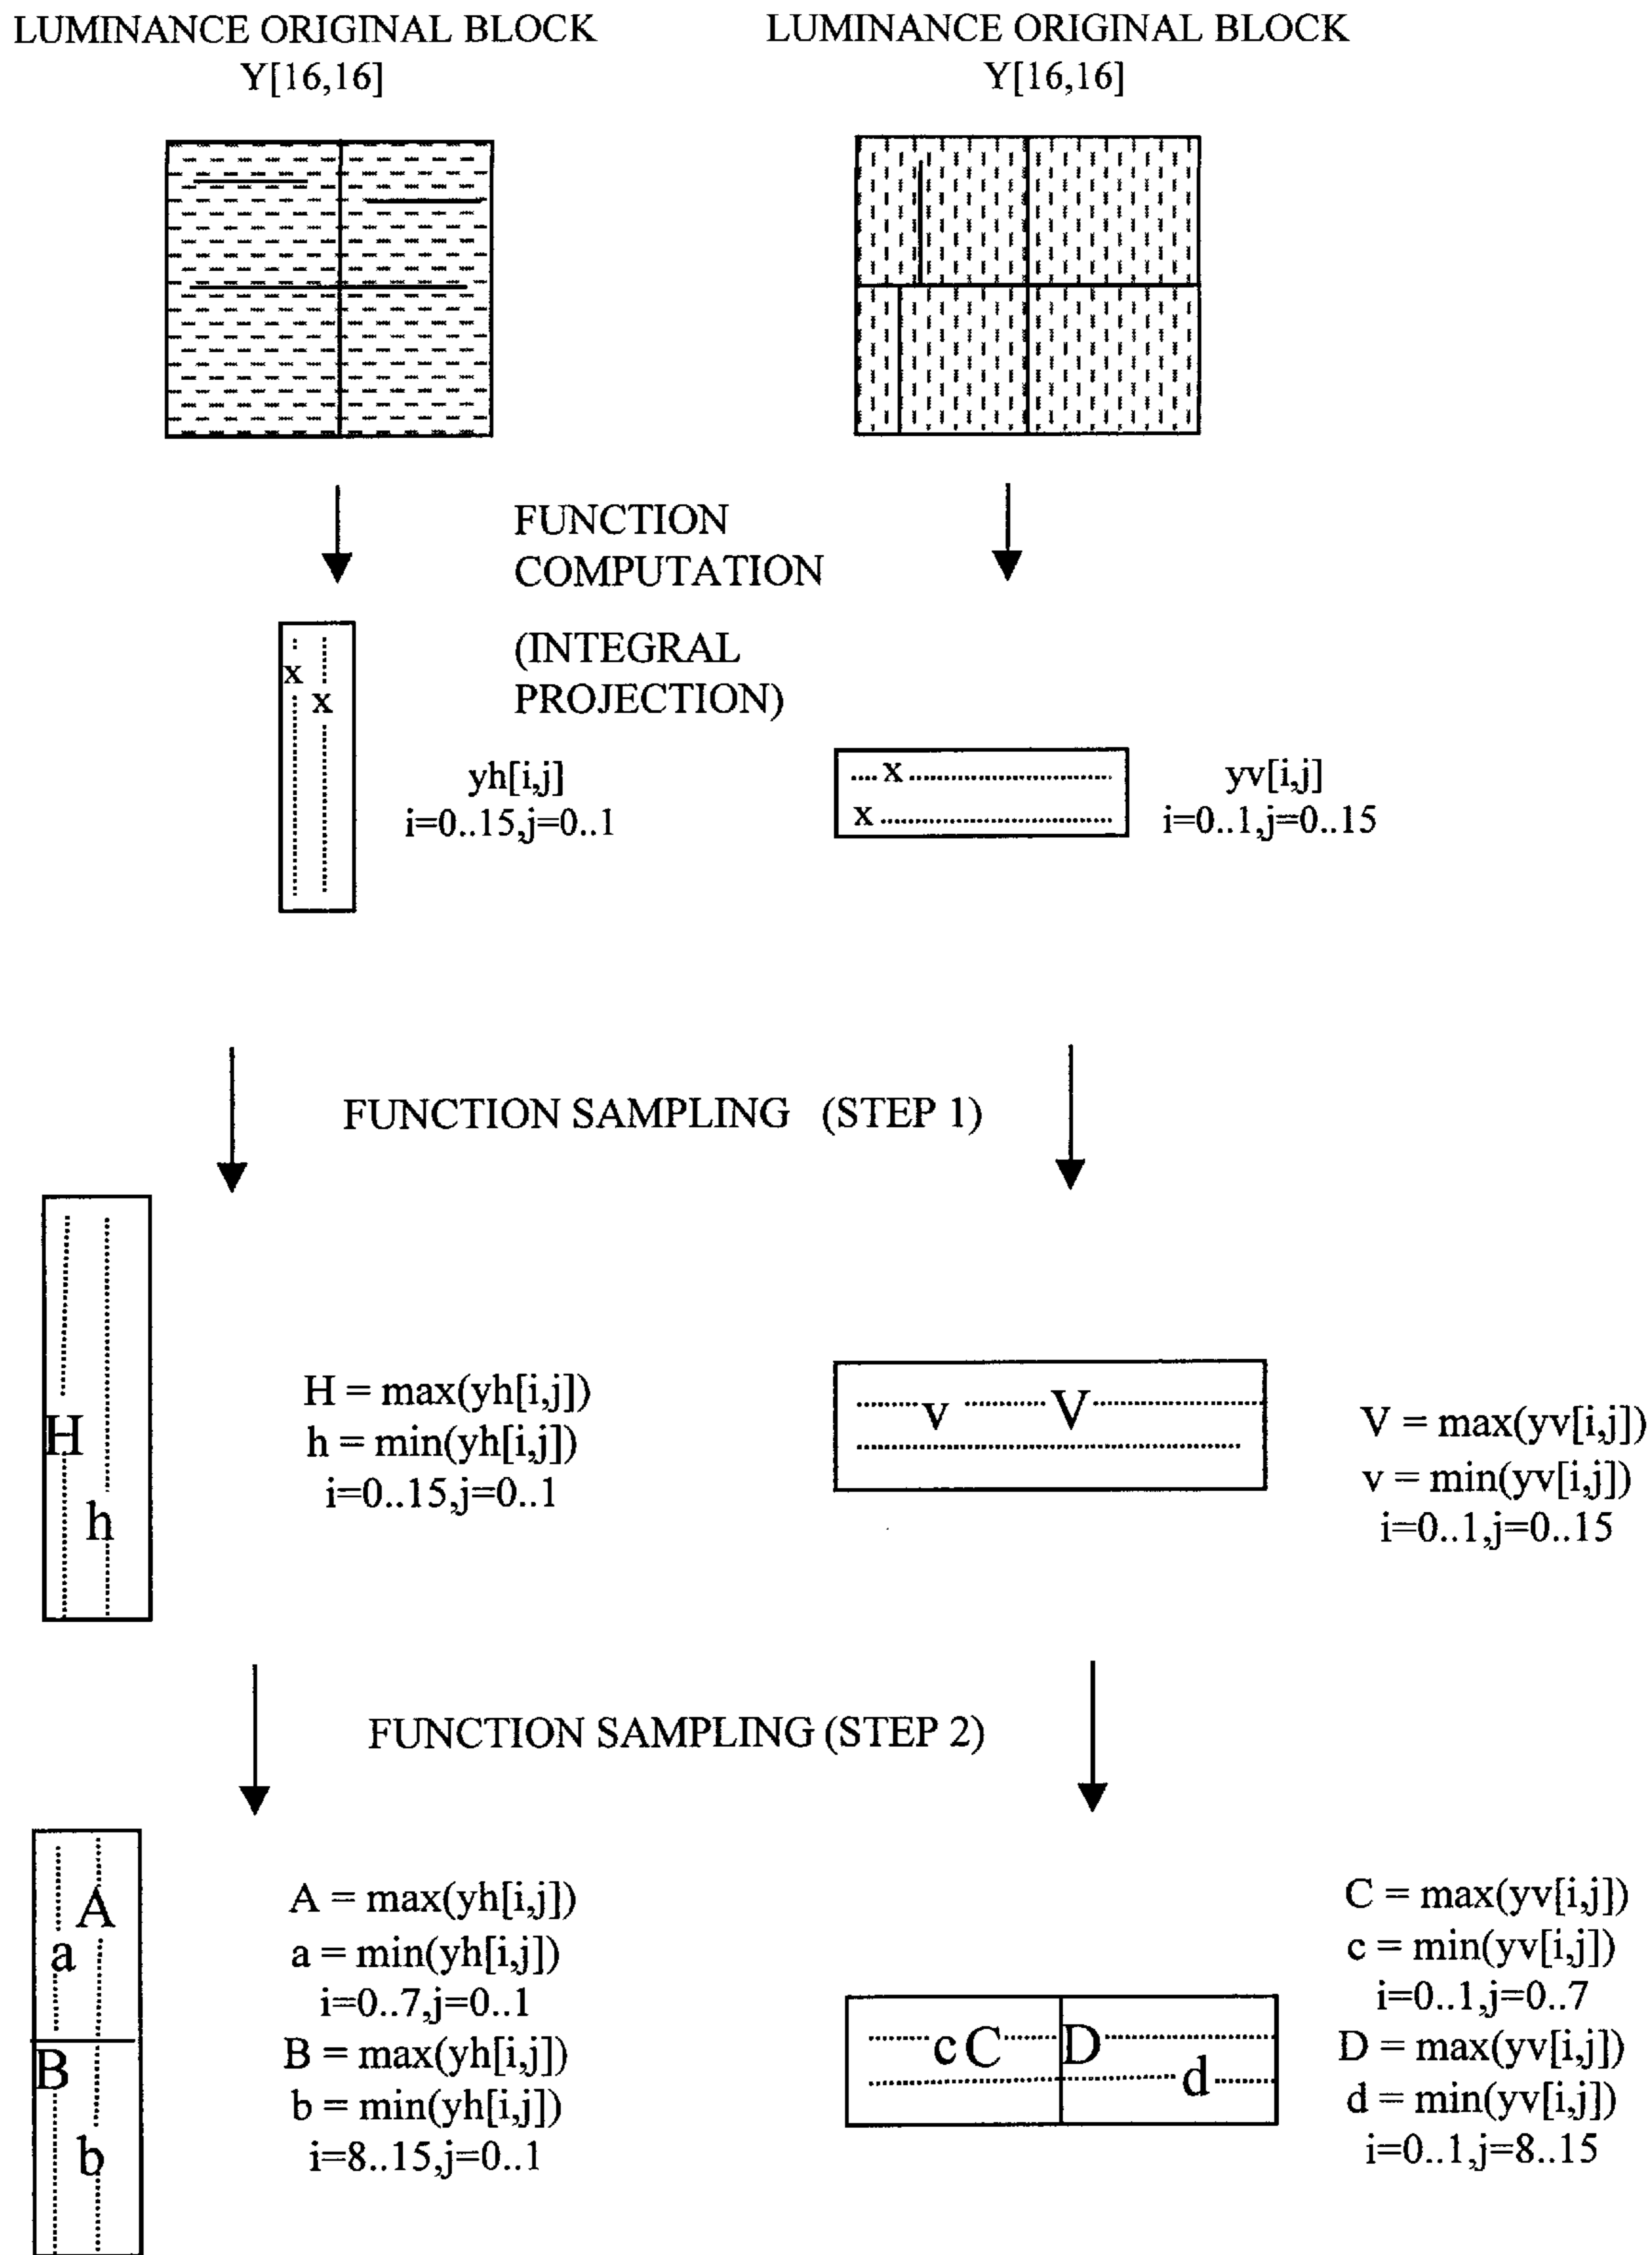 LUMINANCE ORIGINAL BLOCK
Y[16,16]
LUMINANCE ORIGINAL BLOCK
Y[16,16]
FUNCTION
COMPUTATION
(INTEGRAL
PROJECTION)
x
x
yh[i,j]
i=0..15,j=0..1
x
x
yv[i,j]
i=0..1,j=0..15
FUNCTION SAMPLING (STEP 1)
H
h
H = max(yh[i,j])
h = min(yh[i,j])
i=0..15,j=0..1
v V
V = max(yv[i,j])
v = min(yv[i,j])
i=0..1,j=0..15
FUNCTION SAMPLING (STEP 2)
A
a
B
b
A = max(yh[i,j])
a = min(yh[i,j])
i=0..7,j=0..1
B = max(yh[i,j])
b = min(yh[i,j])
i=8..15,j=0..1
c C D
d
C = max(yv[i,j])
c = min(yv[i,j])
i=0..1,j=0..7
D = max(yv[i,j])
d = min(yv[i,j])
i=0..1,j=8..15